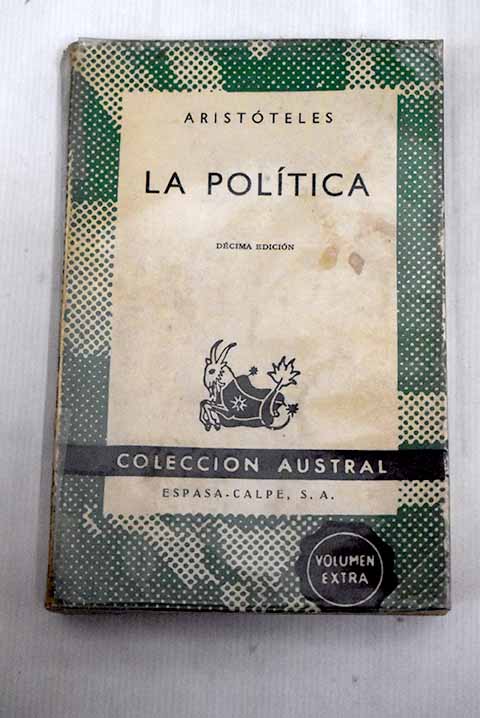 ARISTÓTELES
LA POLÍTICA
DÉCIMA EDICIÓN
COLECCION AUSTRAL
ESPASA-CALPE, S. A.
VOLUMEN
EXTRA